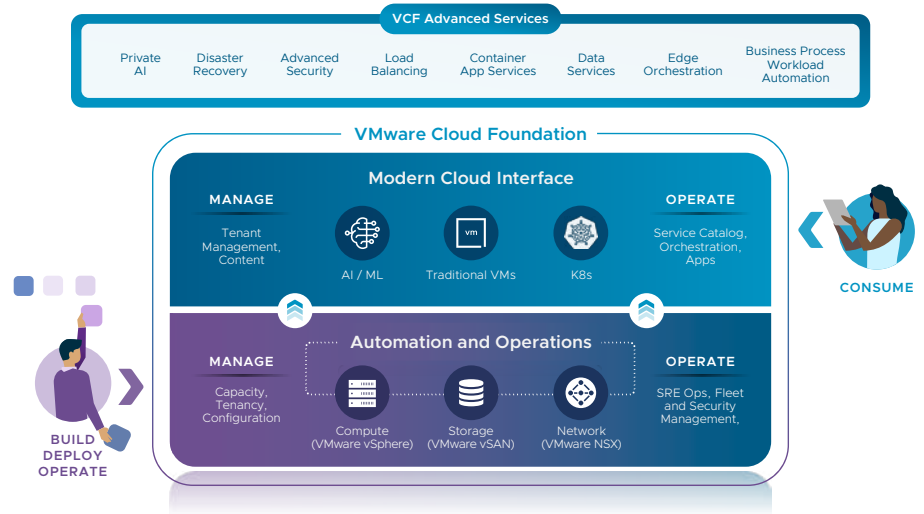 VCF Advanced Services
Private
AI
Disaster
Recovery
Advanced
Security
Load
Balancing
Container
App Services
Data
Services
Edge
Orchestration
Business Process
Workload
Automation
VMware Cloud Foundation
Modern Cloud Interface
MANAGE
Tenant
Management,
Content
AI / ML
vm
Traditional VMs
K8s
OPERATE
Service Catalog,
Orchestration,
Apps
CONSUME
Automation and Operations
MANAGE
Capacity,
Tenancy,
Configuration
Compute
(VMware vSphere)
Storage
(VMware vSAN)
Network
(VMware NSX)
OPERATE
SRE Ops, Fleet
and Security
Management,
BUILD
DEPLOY
OPERATE